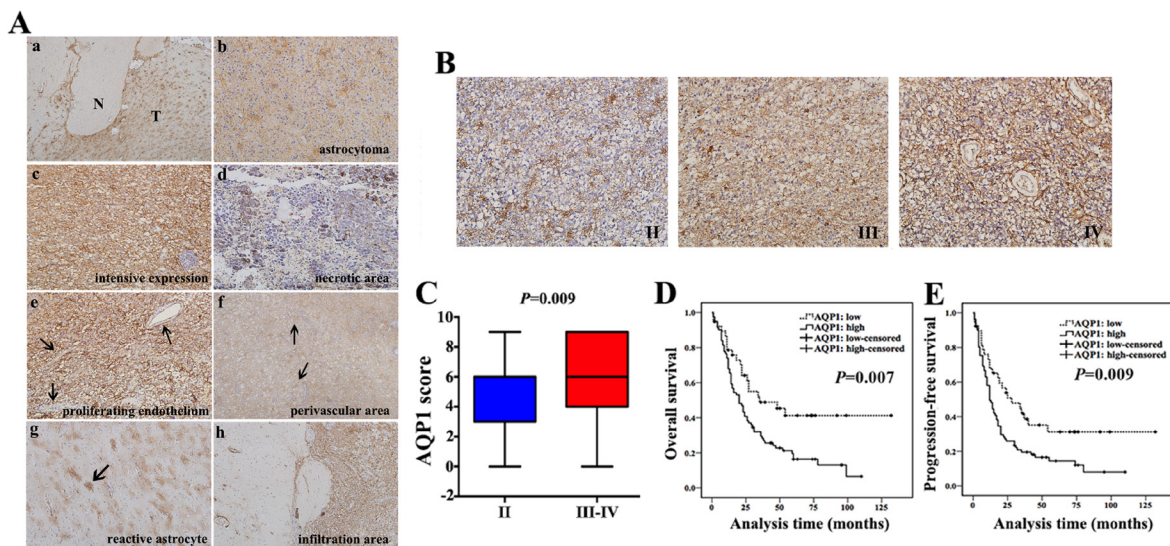 A
a
N
T
b
astrocytoma
c
intensive expression
d
necrotic area
e
proliferating endothelium
f
perivascular area
g
reactive astrocyte
h
infiltration area
B
II
III
IV
C
P=0.009
AQP1 score
10
8
6
4
2
0
II
III-IV
D
Overall survival
1.0
0.8
0.6
0.4
0.2
0.0
AQP1: low
AQP1: high
AQP1: low-censored
AQP1: high-censored
P=0.007
0 25 50 75 100 125
Analysis time (months)
E
Progression-free survival
1.0
0.8
0.6
0.4
0.2
0.0
AQP1: low
AQP1: high
AQP1: low-censored
AQP1: high-censored
P=0.009
0 25 50 75 100 125
Analysis time (months)